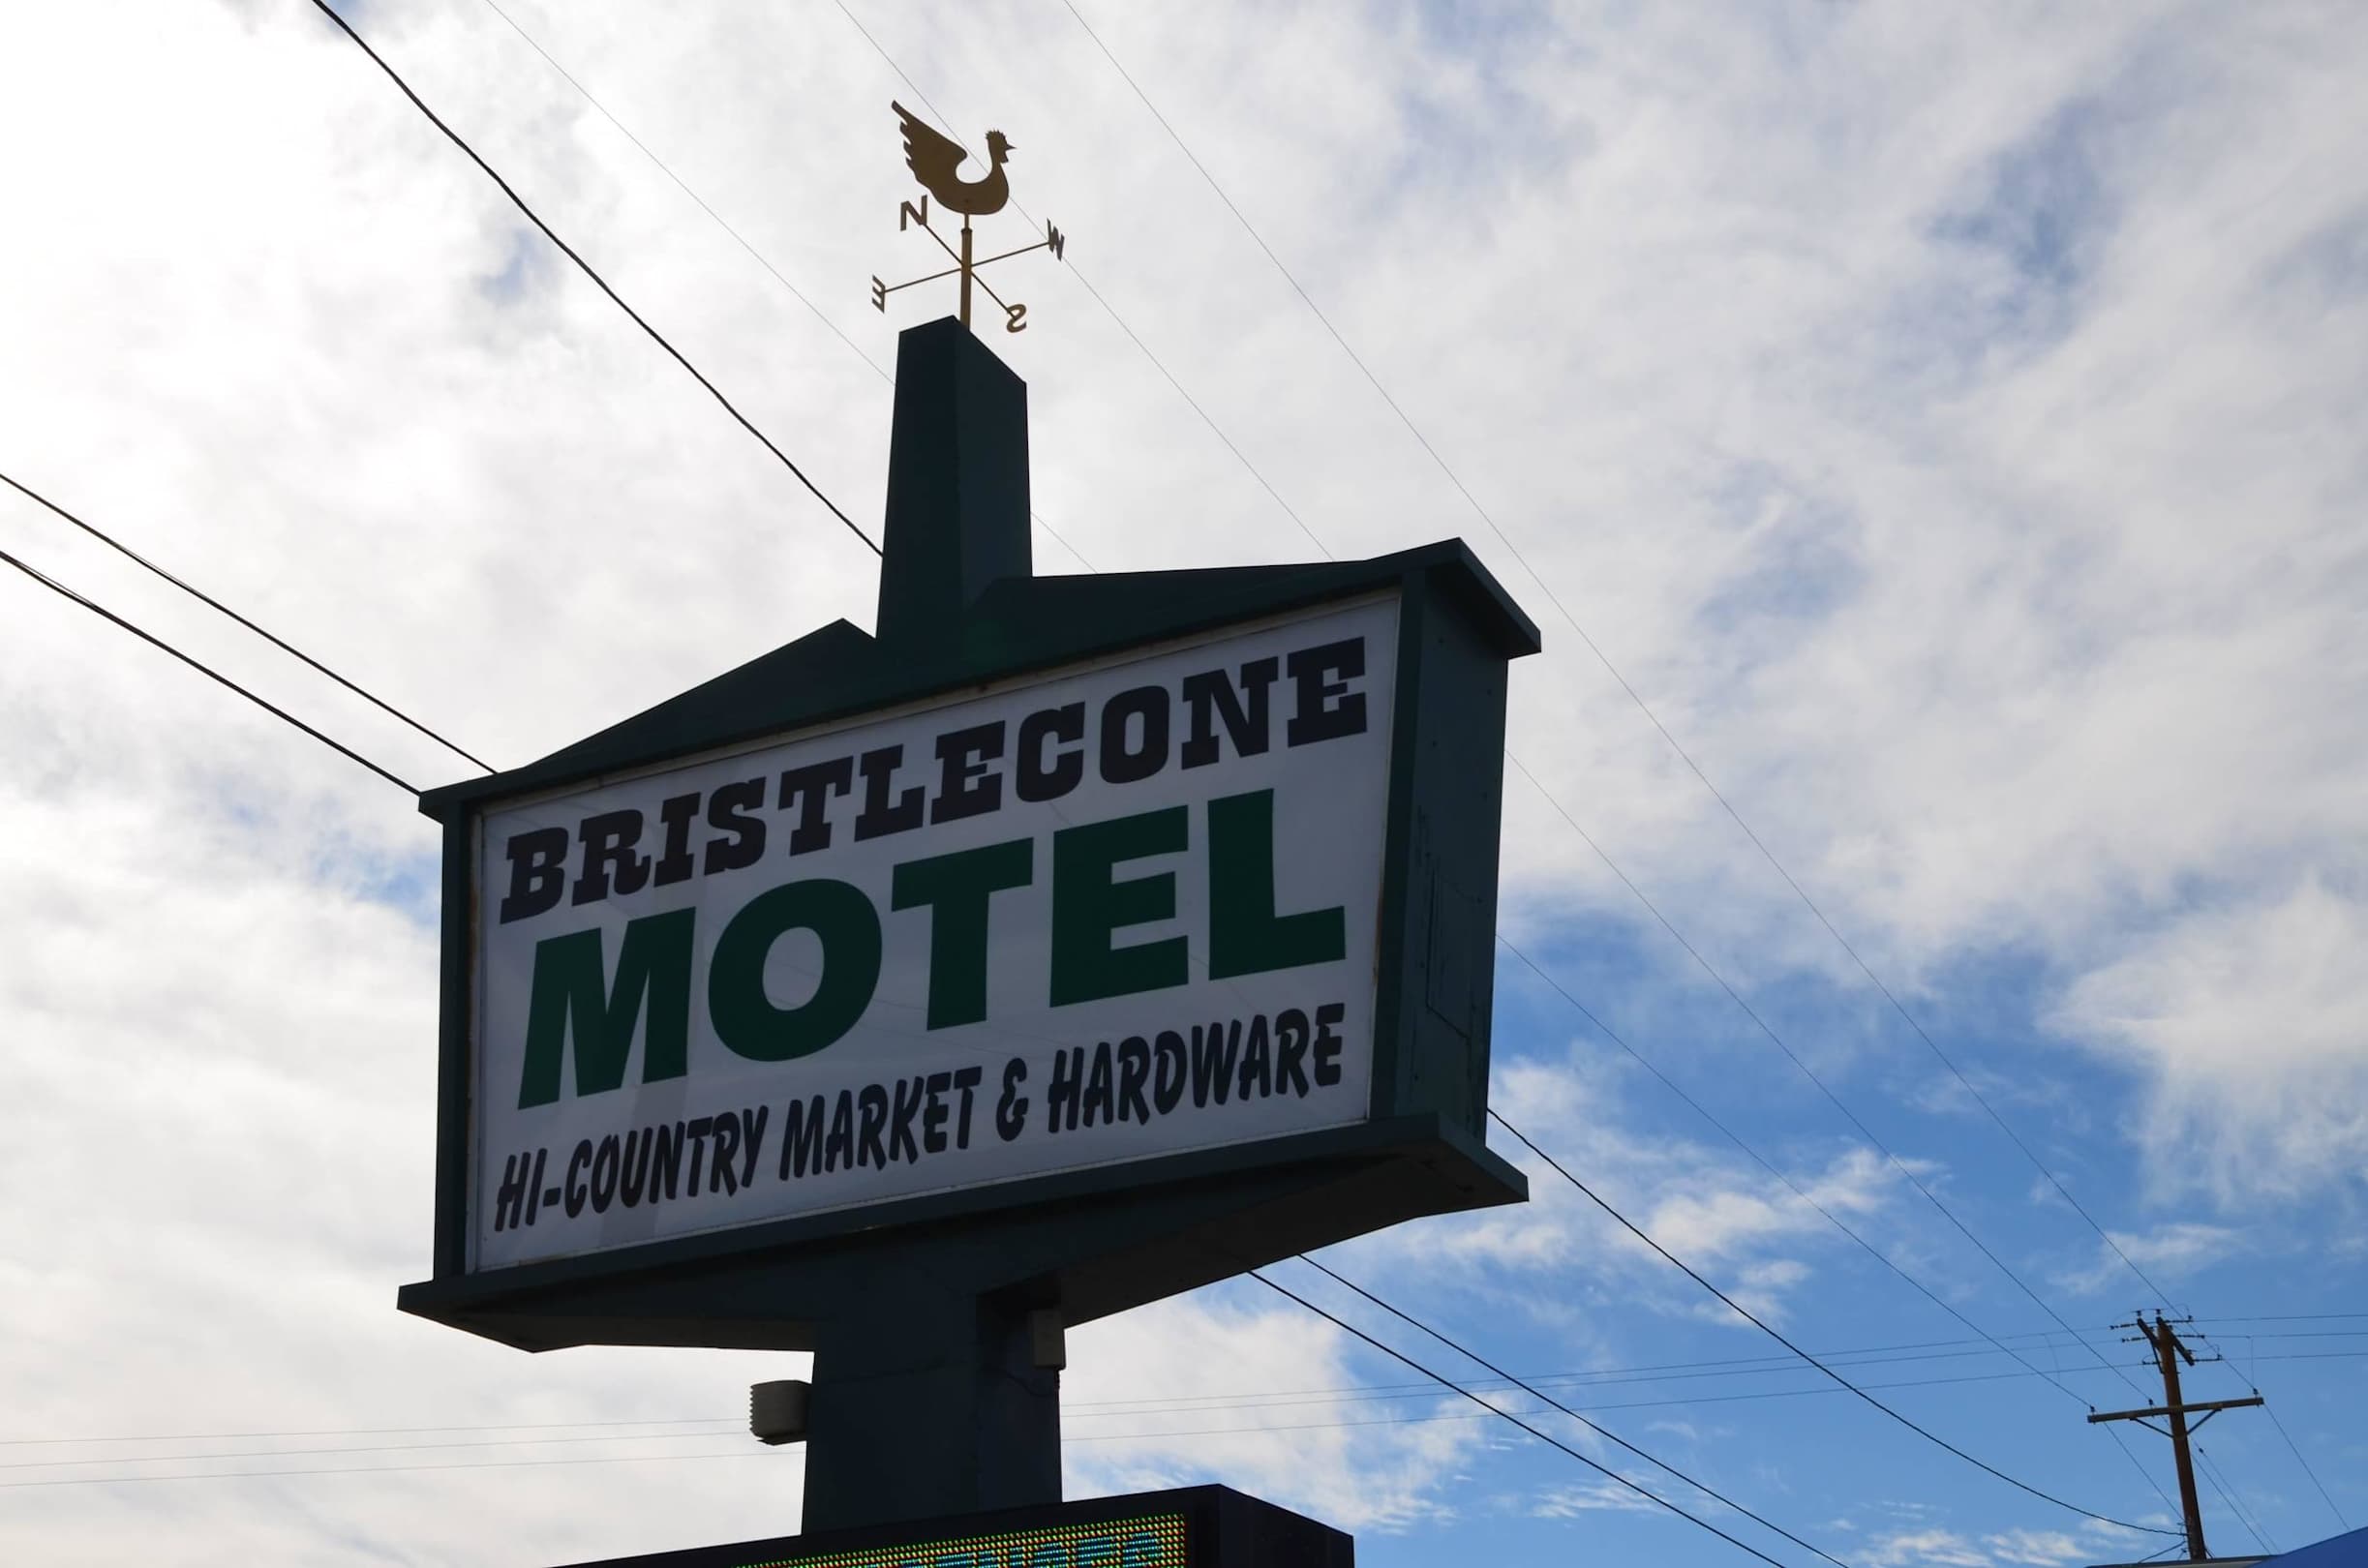 N
W
E
S
BRISTLECONE
MOTEL
HI-COUNTRY MARKET & HARDWARE